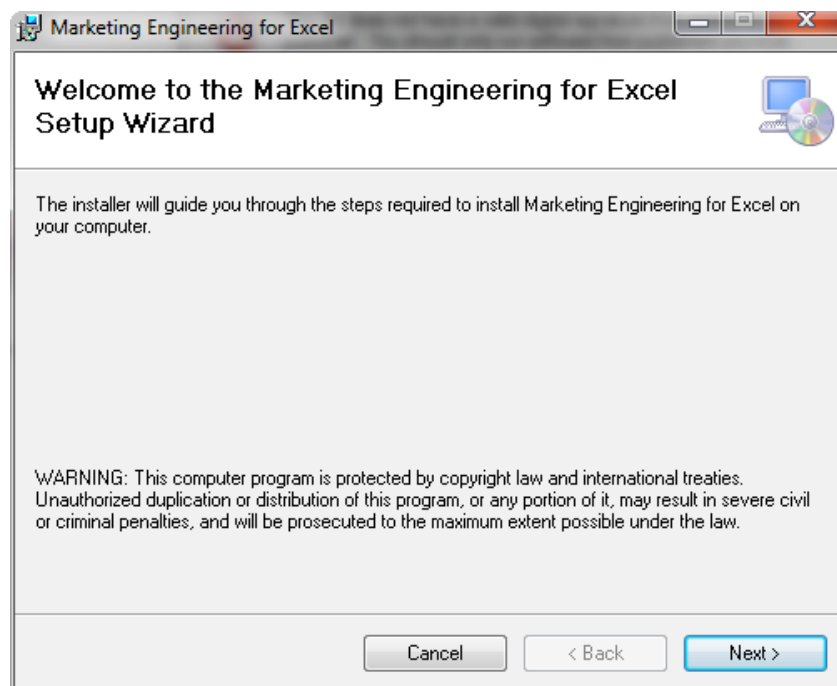 Marketing Engineering for Excel
Welcome to the Marketing Engineering for Excel
Setup Wizard
The installer will guide you through the steps required to install Marketing Engineering for Excel on
your computer.
WARNING: This computer program is protected by copyright law and international treaties.
Unauthorized duplication or distribution of this program, or any portion of it, may result in severe civil
or criminal penalties, and will be prosecuted to the maximum extent possible under the law.
Cancel
< Back
Next >